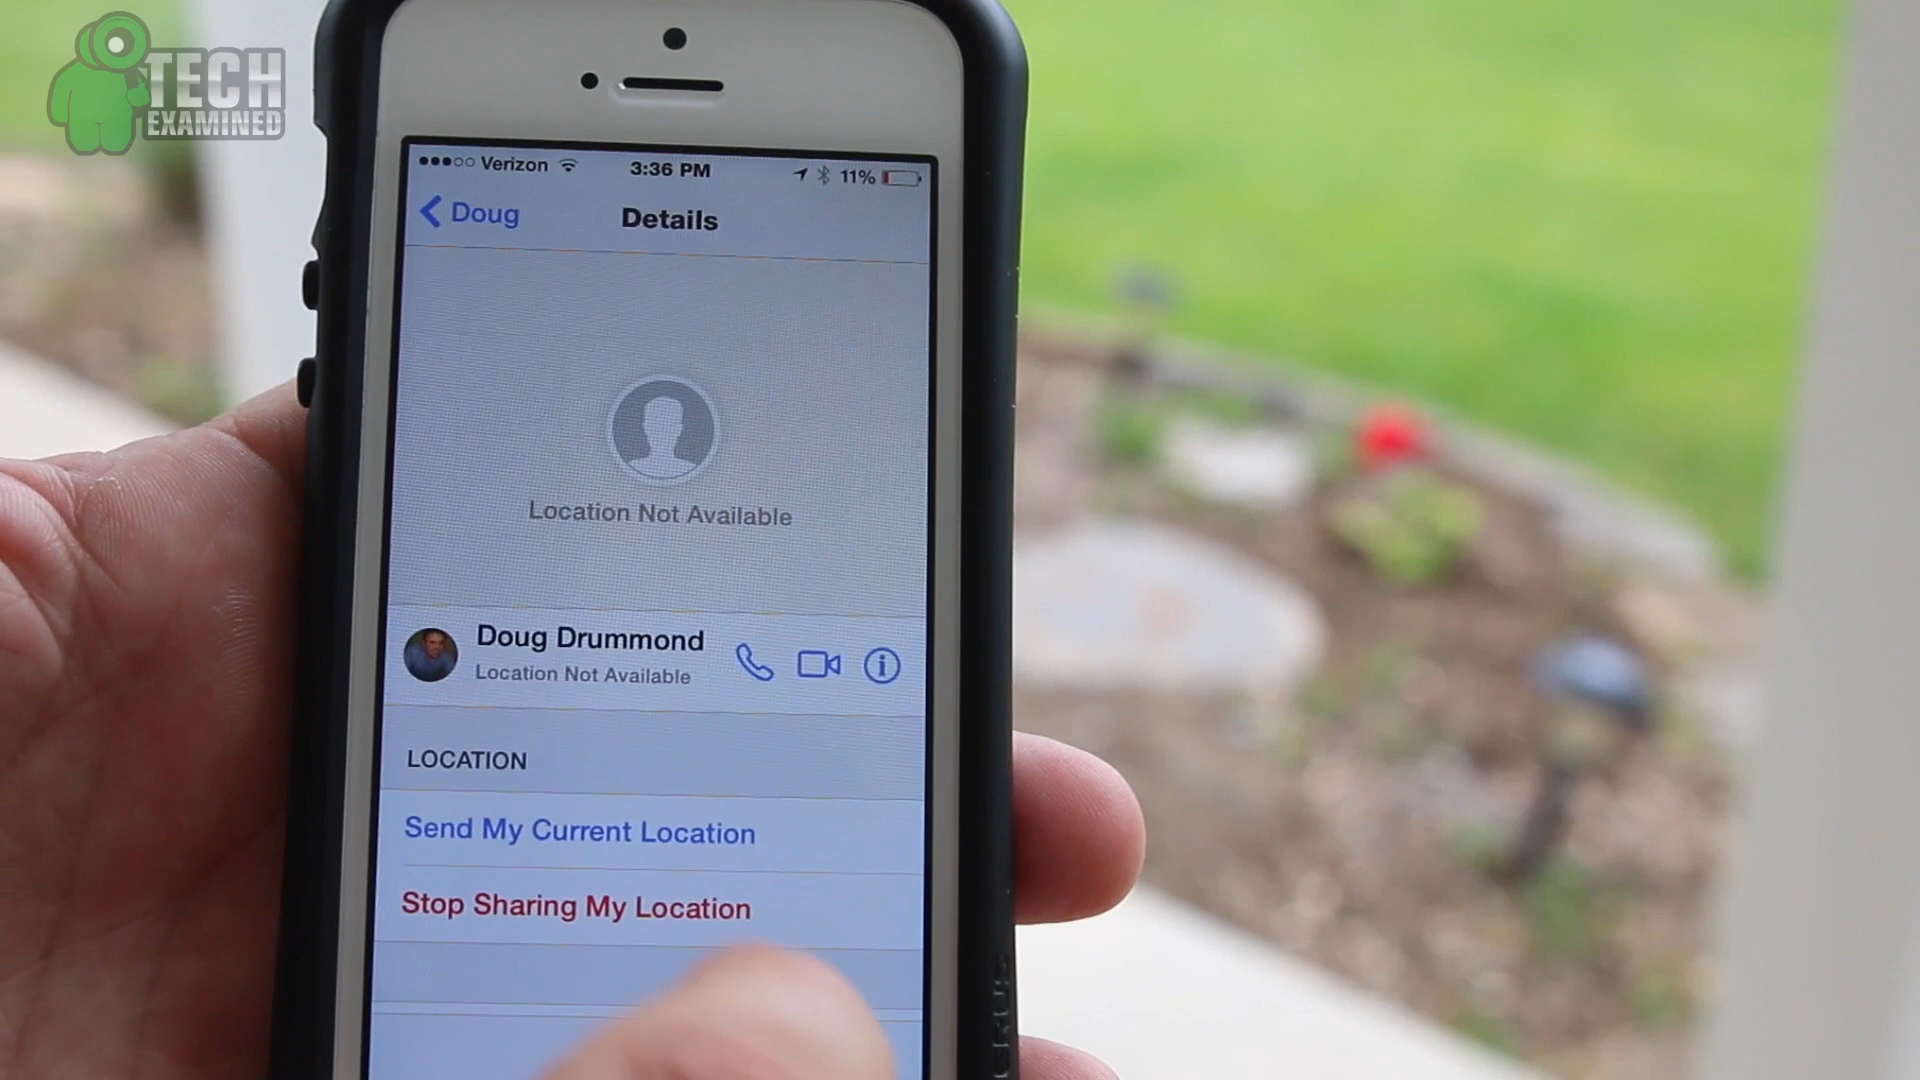 TECH
EXAMINED
Verizon 3:36 PM 11%
Doug Details
Location Not Available
Doug Drummond
Location Not Available
LOCATION
Send My Current Location
Stop Sharing My Location